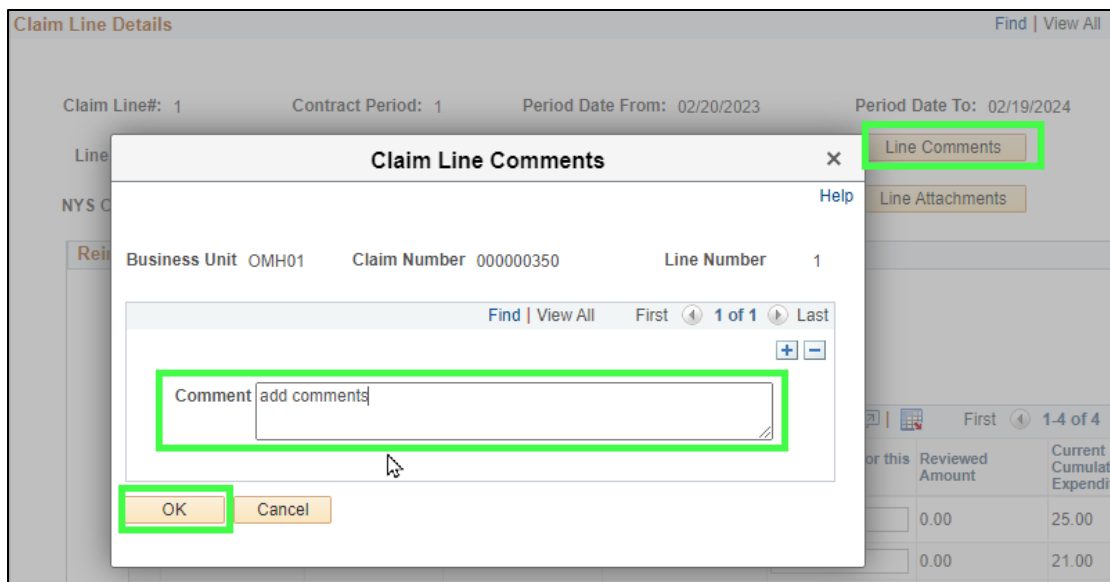 Claim Line Details Find | View All
Claim Line#: 1 Contract Period: 1 Period Date From: 02/20/2023 Period Date To: 02/19/2024
Line Line Comments
Claim Line Comments ×
NYS Line Attachments
Help
Business Unit OMH01 Claim Number 000000350 Line Number 1
Find | View All First 1 of 1 Last
+ −
Comment add comments
First 1-4 of 4
or this Reviewed Amount Current
OK Cancel
0.00 25.00
0.00 21.00